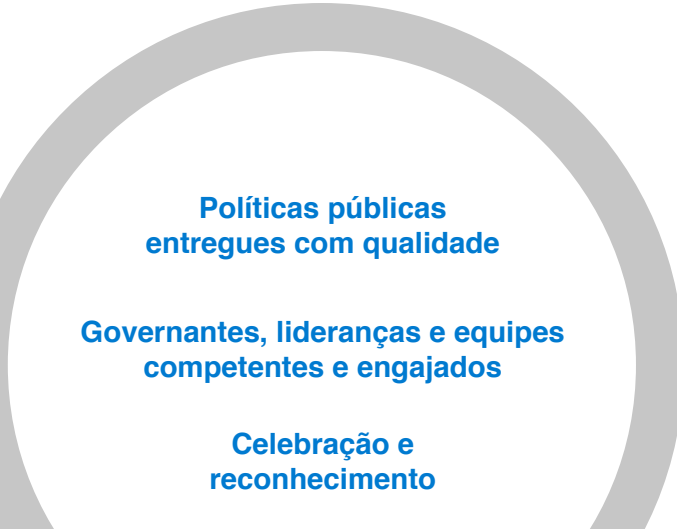 Políticas públicas
entregues com qualidade
Governantes, lideranças e equipes
competentes e engajados
Celebração e
reconhecimento